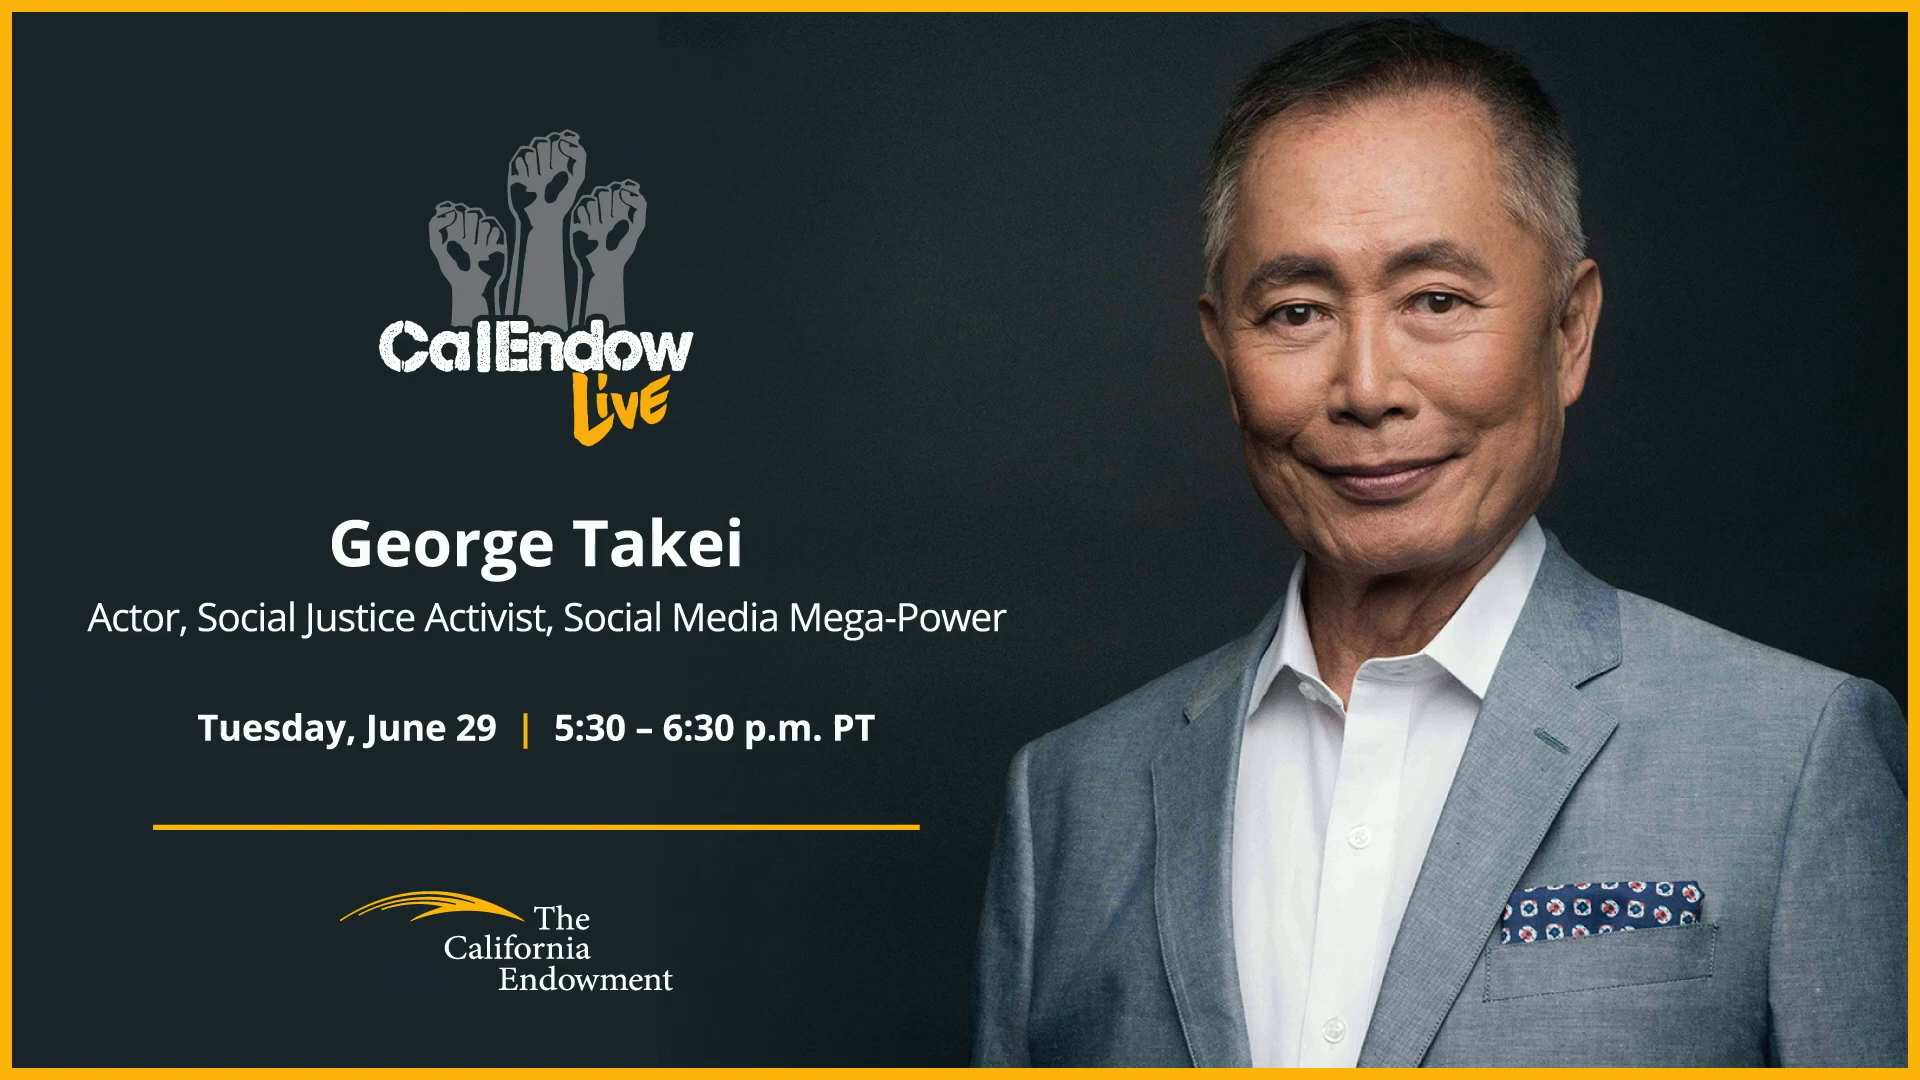 CalEndow
Live
George Takei
Actor, Social Justice Activist, Social Media Mega-Power
Tuesday, June 29 | 5:30 – 6:30 p.m. PT
The
California
Endowment